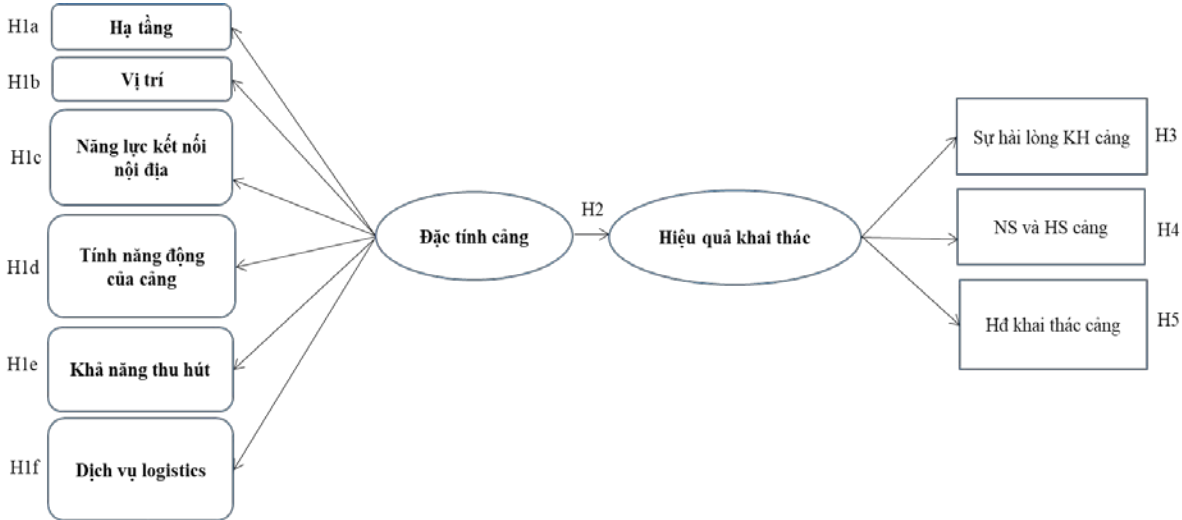 H1a
Hạ tầng
H1b
Vị trí
H1c
Năng lực kết nối
nội địa
H1d
Tính năng động
của cảng
H1e
Khả năng thu hút
H1f
Dịch vụ logistics
Đặc tính cảng
H2
Hiệu quả khai thác
Sự hài lòng KH cảng
H3
NS và HS cảng
H4
Hđ khai thác cảng
H5